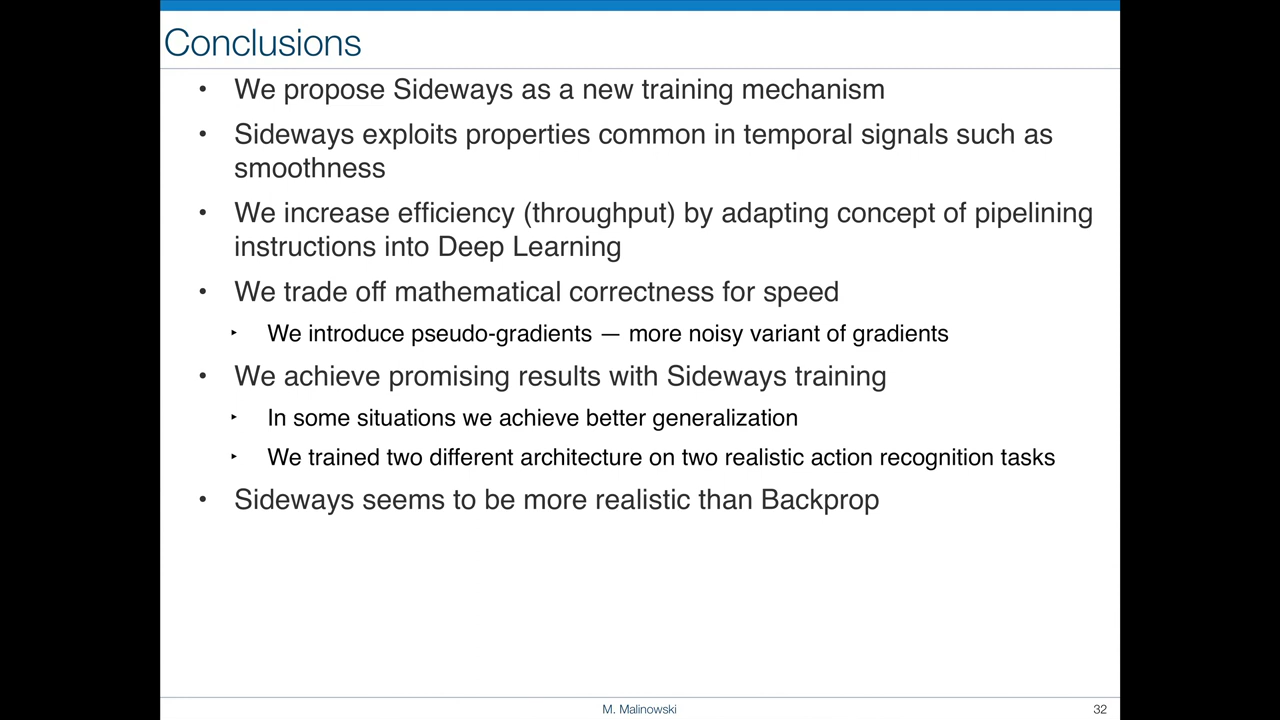 Conclusions
• We propose Sideways as a new training mechanism
• Sideways exploits properties common in temporal signals such as
smoothness
• We increase efficiency (throughput) by adapting concept of pipelining
instructions into Deep Learning
• We trade off mathematical correctness for speed
‣ We introduce pseudo-gradients — more noisy variant of gradients
• We achieve promising results with Sideways training
‣ In some situations we achieve better generalization
‣ We trained two different architecture on two realistic action recognition tasks
• Sideways seems to be more realistic than Backprop
M. Malinowski
32